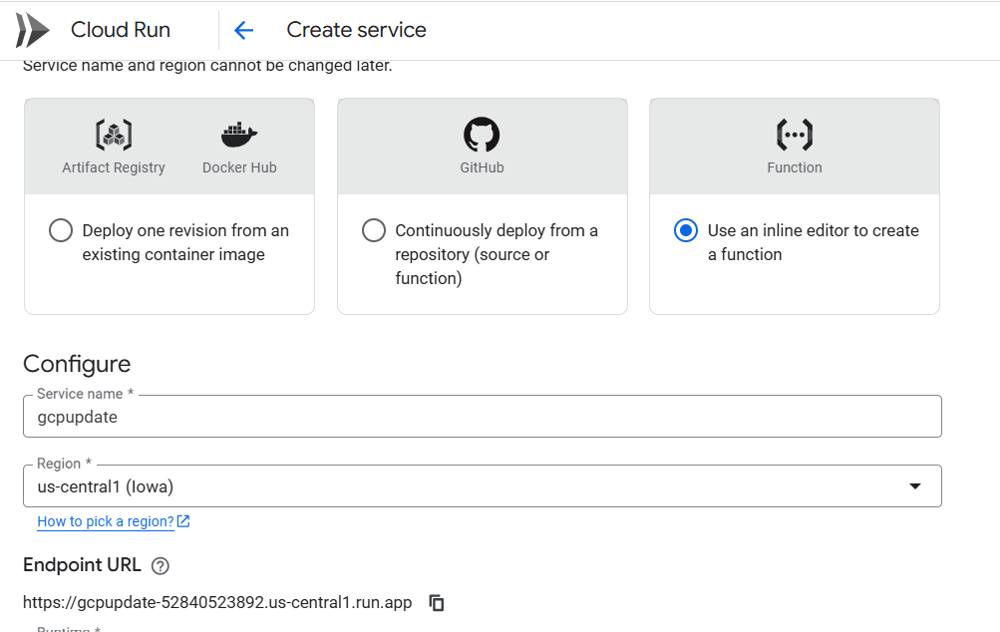 Cloud Run
Create service
Service name and region cannot be changed later.
Artifact Registry
Docker Hub
GitHub
Function
Deploy one revision from an
existing container image
Continuously deploy from a
repository (source or
function)
Use an inline editor to create
a function
Configure
Service name *
gcpupdate
Region *
us-central1 (Iowa)
How to pick a region?
Endpoint URL
https://gcpupdate-52840523892.us-central1.run.app
Runtime *